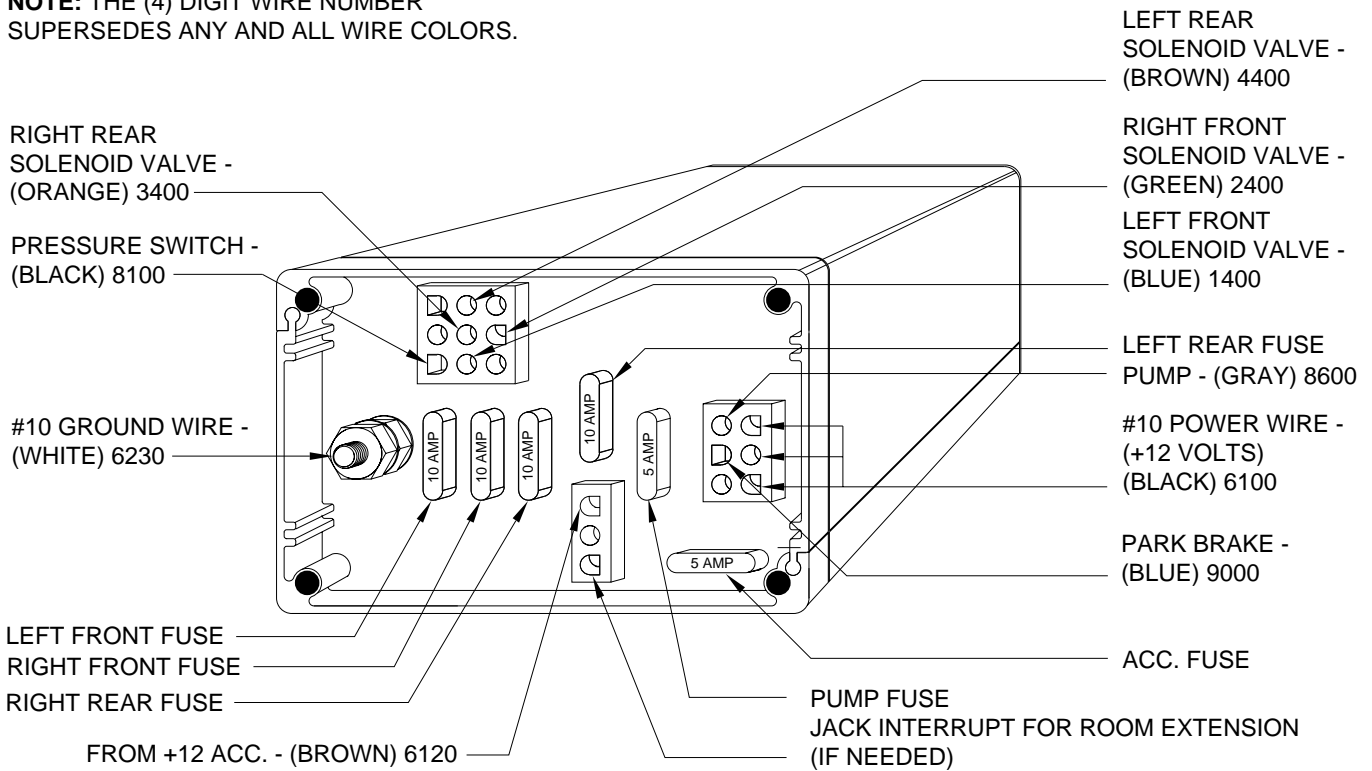 NOTE: THE (4) DIGIT WIRE NUMBER
SUPERSEDES ANY AND ALL WIRE COLORS.
LEFT REAR
SOLENOID VALVE -
(BROWN) 4400
RIGHT REAR
SOLENOID VALVE -
(ORANGE) 3400
RIGHT FRONT
SOLENOID VALVE -
(GREEN) 2400
PRESSURE SWITCH -
(BLACK) 8100
LEFT FRONT
SOLENOID VALVE -
(BLUE) 1400
LEFT REAR FUSE
PUMP - (GRAY) 8600
#10 GROUND WIRE -
(WHITE) 6230
#10 POWER WIRE -
(+12 VOLTS)
(BLACK) 6100
10 AMP
10 AMP
10 AMP
10 AMP
5 AMP
5 AMP
PARK BRAKE -
(BLUE) 9000
LEFT FRONT FUSE
RIGHT FRONT FUSE
RIGHT REAR FUSE
FROM +12 ACC. - (BROWN) 6120
ACC. FUSE
PUMP FUSE
JACK INTERRUPT FOR ROOM EXTENSION
(IF NEEDED)